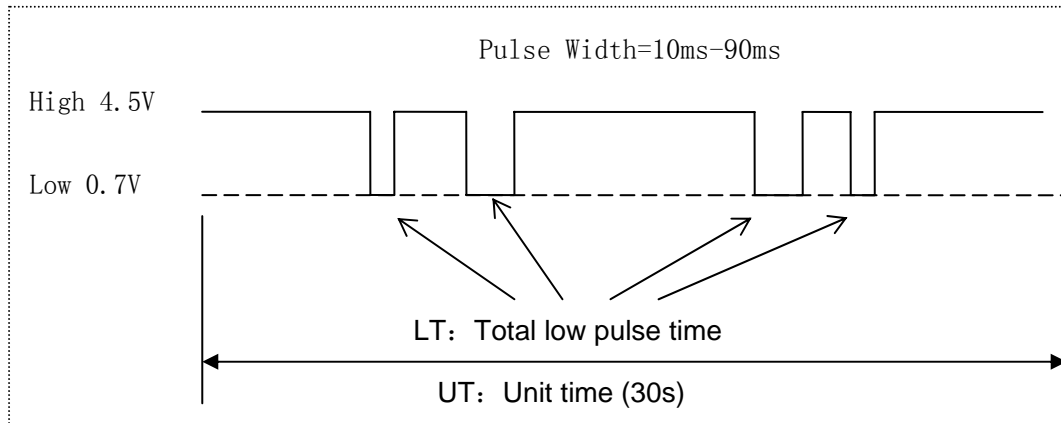 Pulse Width=10ms-90ms
High 4.5V
Low 0.7V
LT：Total low pulse time
UT：Unit time (30s)